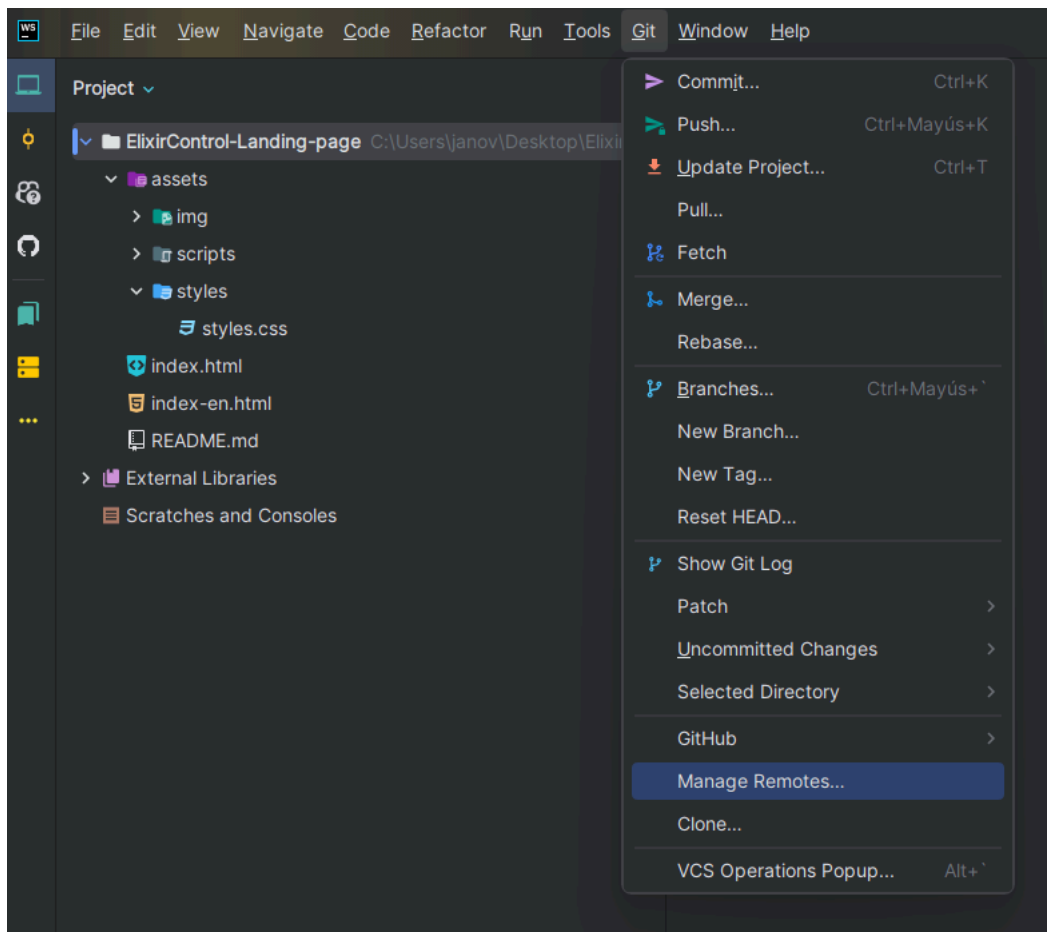 WS
File Edit View Navigate Code Refactor Run Tools Git Window Help
Project
ElixirControl-Landing-page C:\Users\janov\Desktop\Elixi
assets
img
scripts
styles
styles.css
index.html
index-en.html
README.md
External Libraries
Scratches and Consoles
Commit... Ctrl+K
Push... Ctrl+Mayús+K
Update Project... Ctrl+T
Pull...
Fetch
Merge...
Rebase...
Branches... Ctrl+Mayús+`
New Branch...
New Tag...
Reset HEAD...
Show Git Log
Patch
Uncommitted Changes
Selected Directory
GitHub
Manage Remotes...
Clone...
VCS Operations Popup... Alt+`